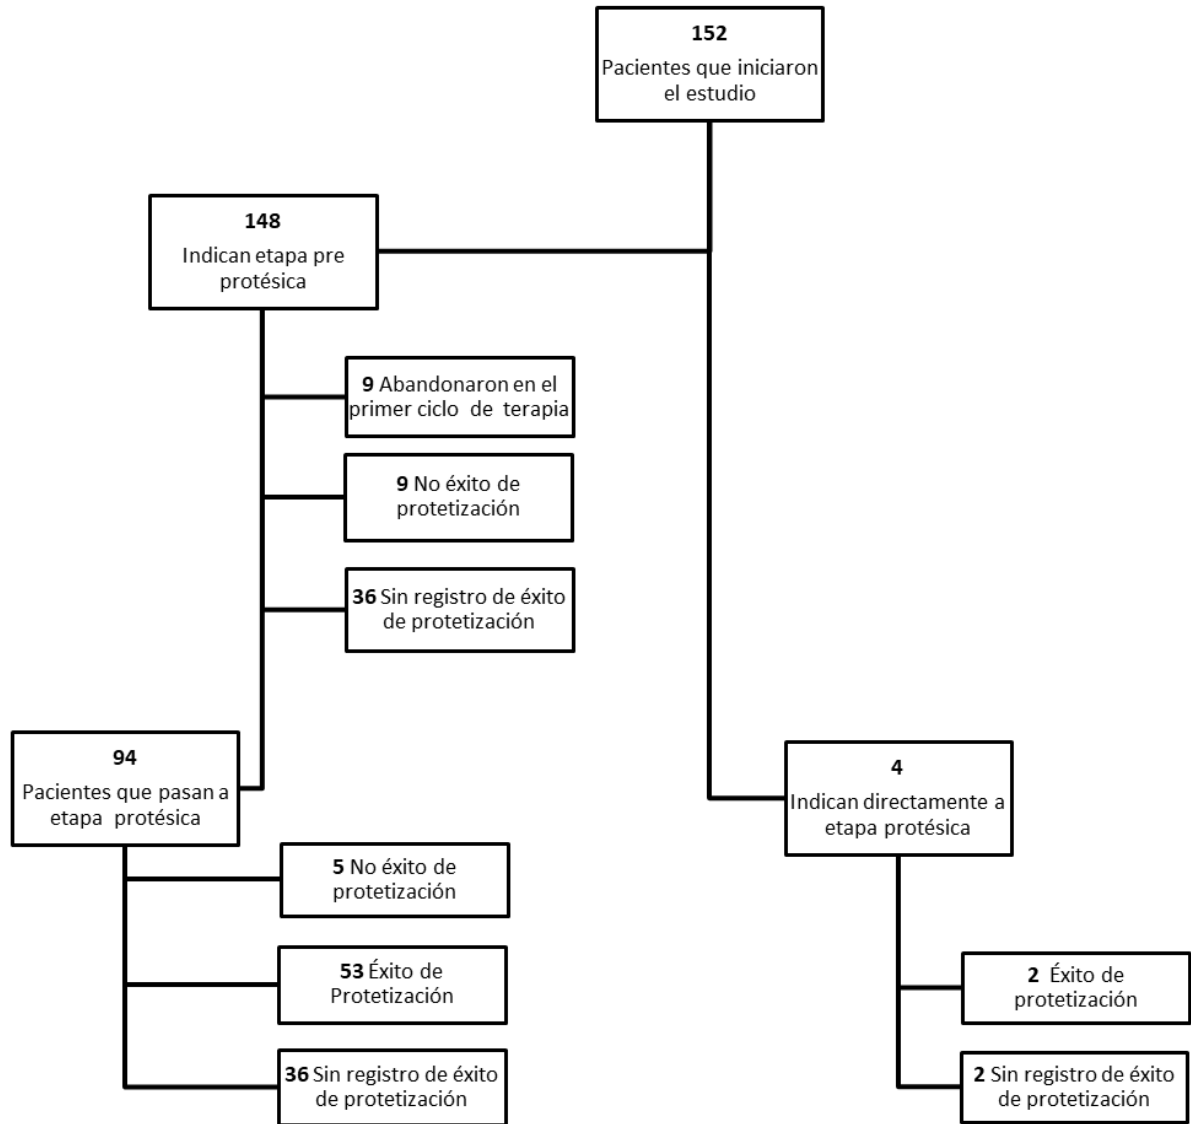 152
Pacientes que iniciaron
el estudio
148
Indican etapa pre
protésica
9 Abandonaron en el
primer ciclo de terapia
9 No éxito de
protetización
36 Sin registro de éxito
de protetización
94
Pacientes que pasan a
etapa protésica
4
Indican directamente a
etapa protésica
5 No éxito de
protetización
53 Éxito de
Protetización
36 Sin registro de éxito
de protetización
2 Éxito de
protetización
2 Sin registro de éxito
de protetización